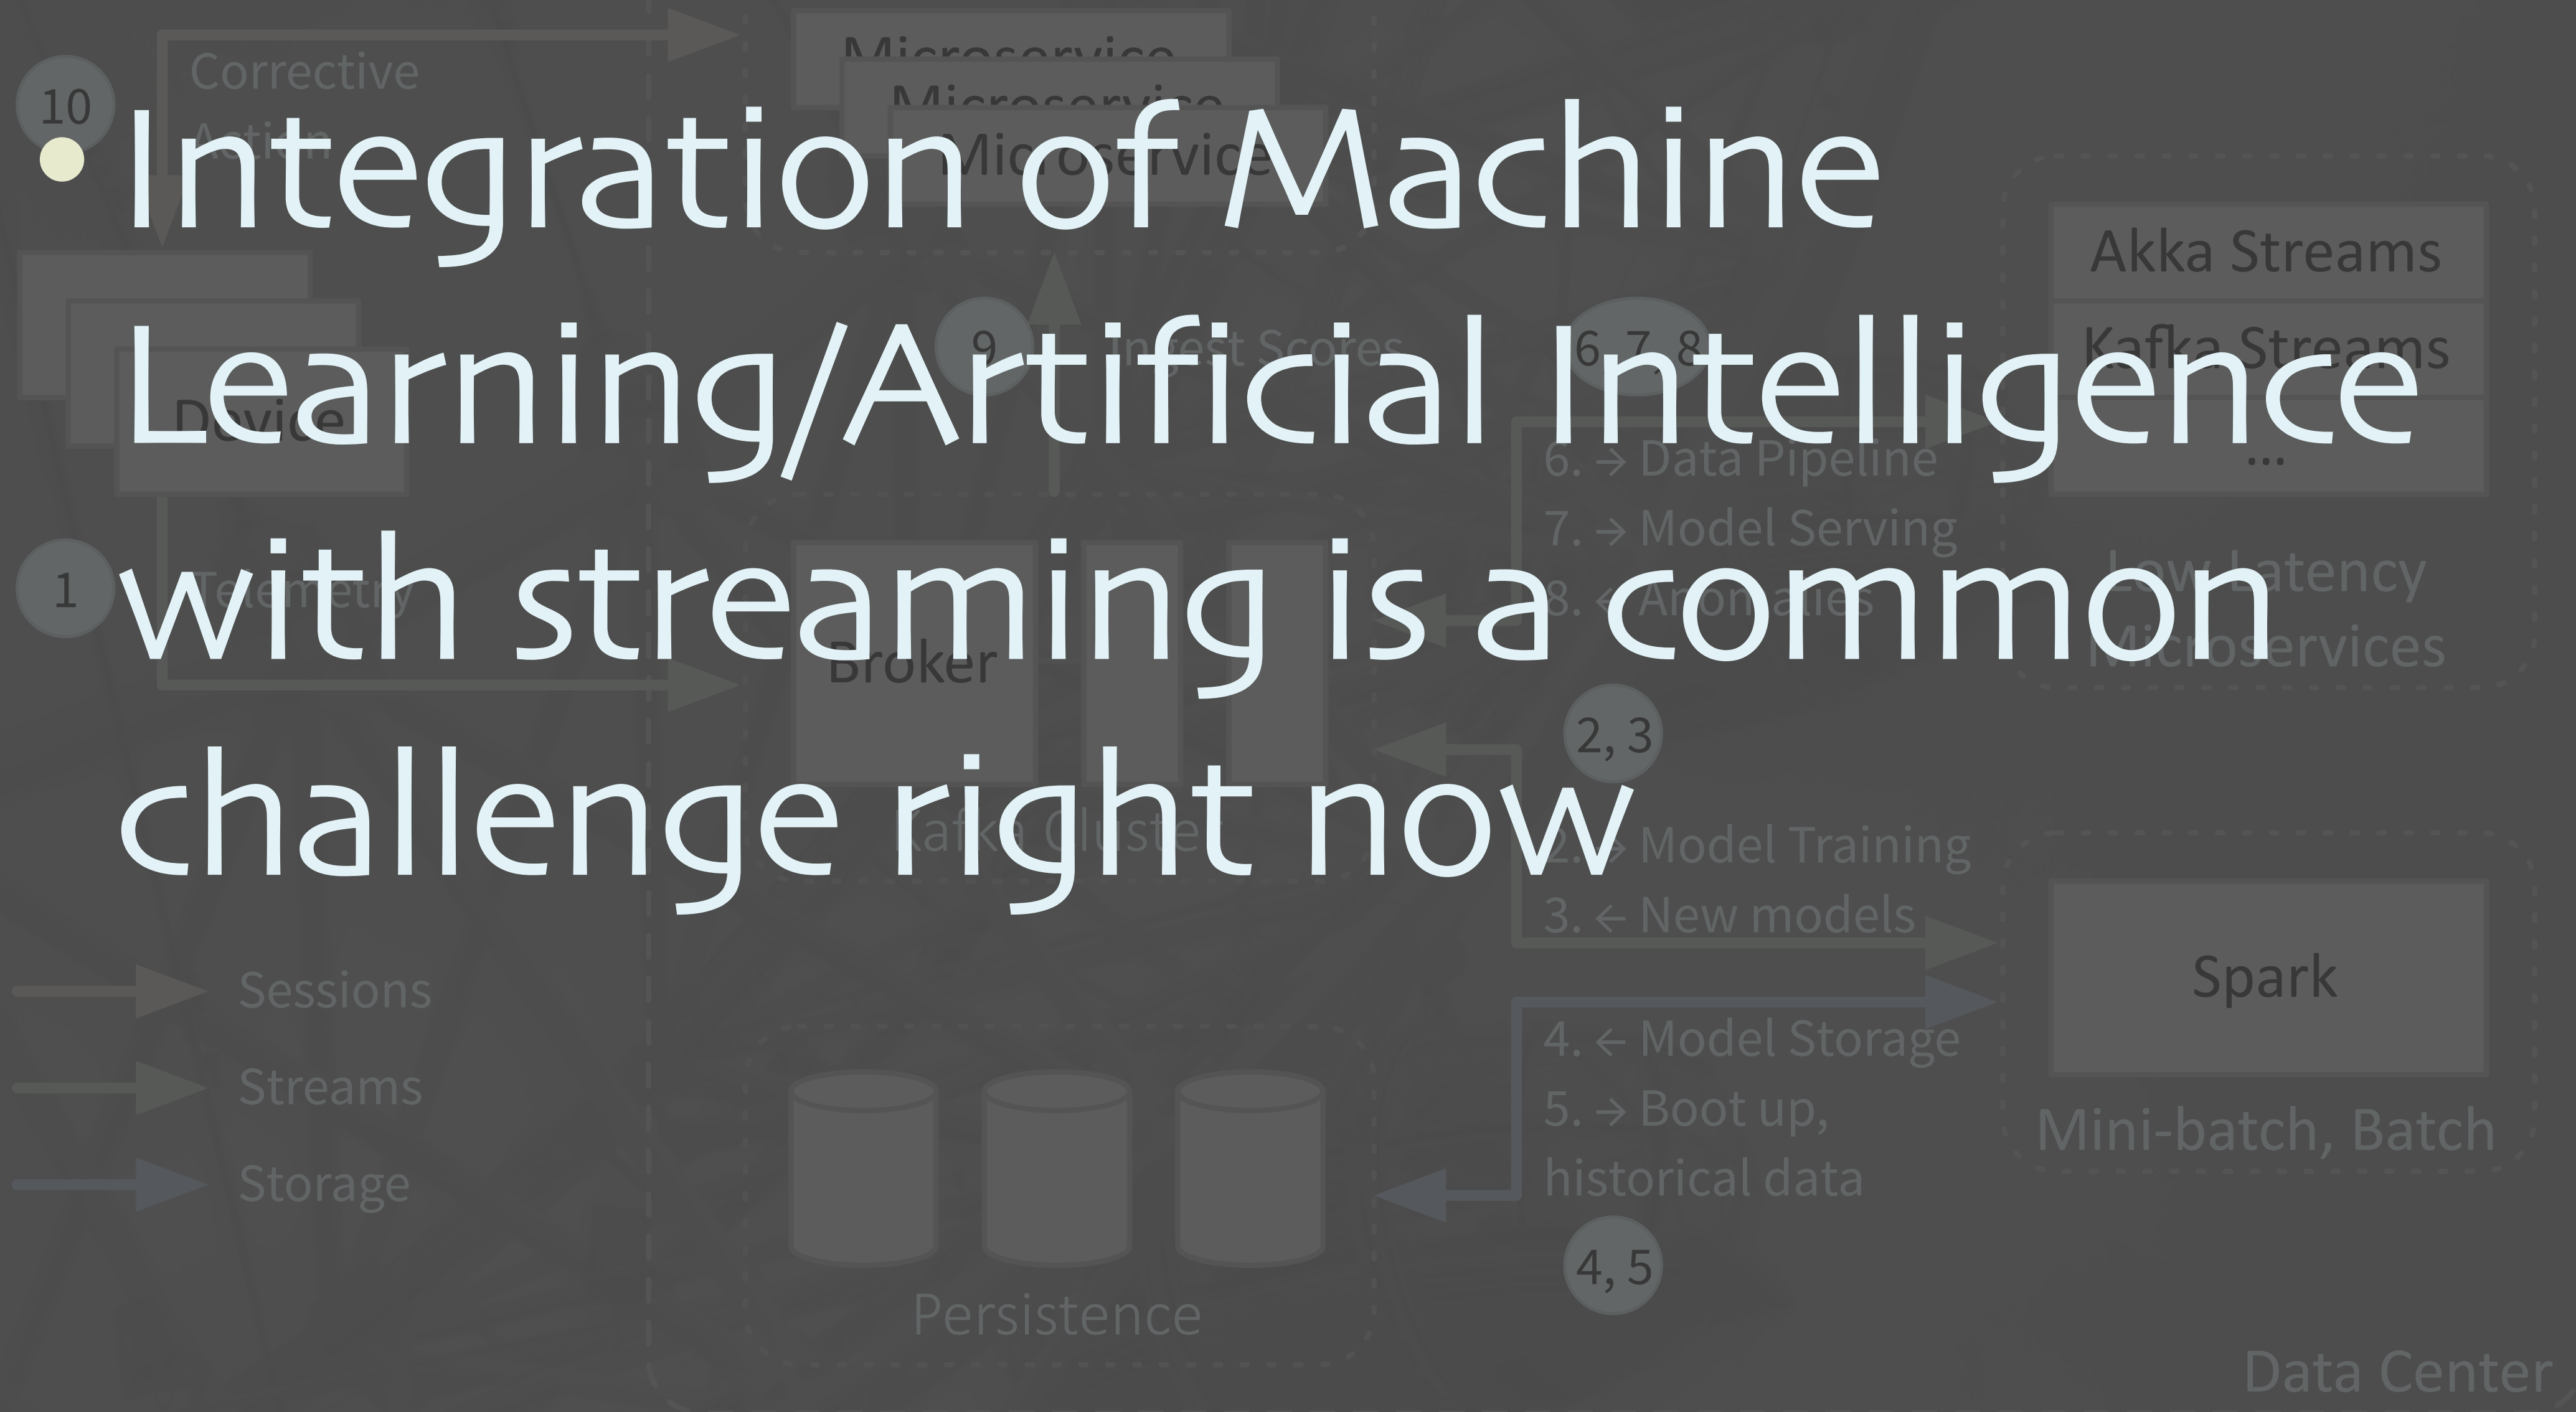 • Integration of Machine
Learning/Artificial Intelligence
with streaming is a common
challenge right now
10
Corrective
Action
Microservice
Microservice
Microservice
Device
1
Telemetry
9
Ingest Scores
6, 7, 8
6. → Data Pipeline
7. → Model Serving
8. ← Anomalies
Akka Streams
Kafka Streams
...
Low Latency
Microservices
Broker
Kafka Cluster
2, 3
2. → Model Training
3. ← New models
Spark
Mini-batch, Batch
4. ← Model Storage
5. → Boot up,
historical data
4, 5
Persistence
Sessions
Streams
Storage
Data Center